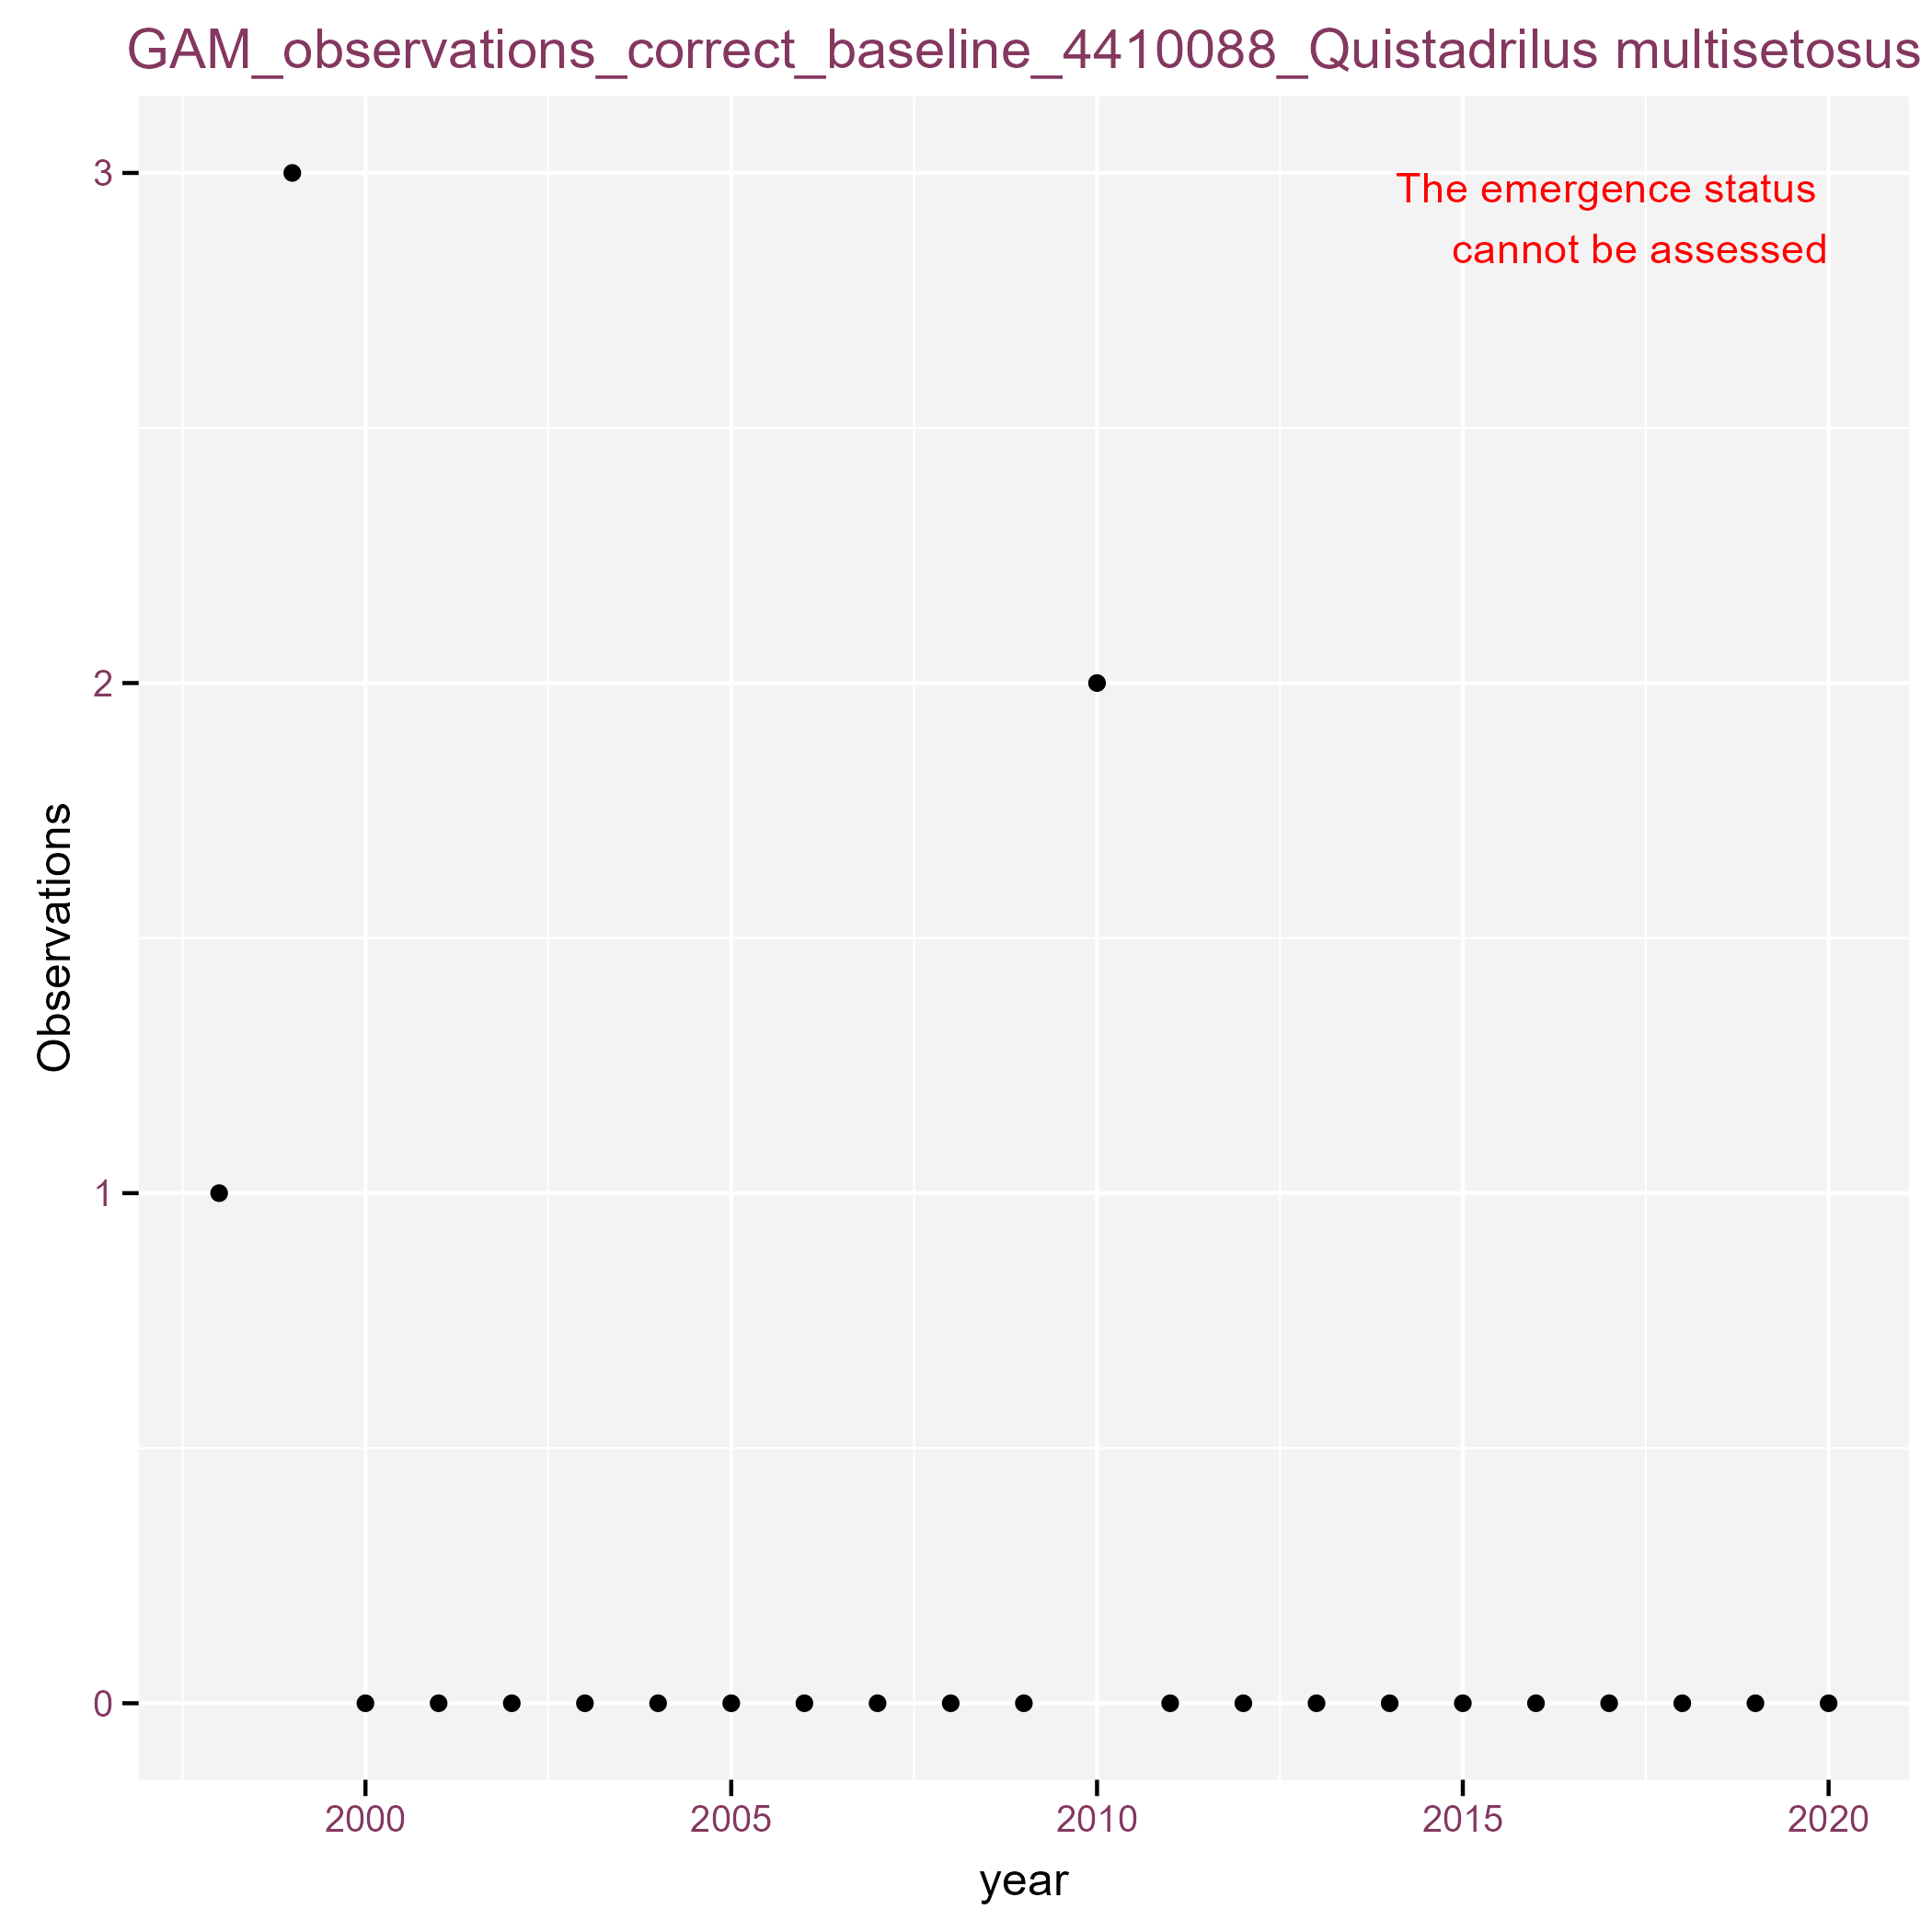 GAM_observations_correct_baseline_4410088_Quistadrilus multisetosus
3
The emergence status
cannot be assessed
2
Observations
1
0
2000 2005 2010 2015 2020
year